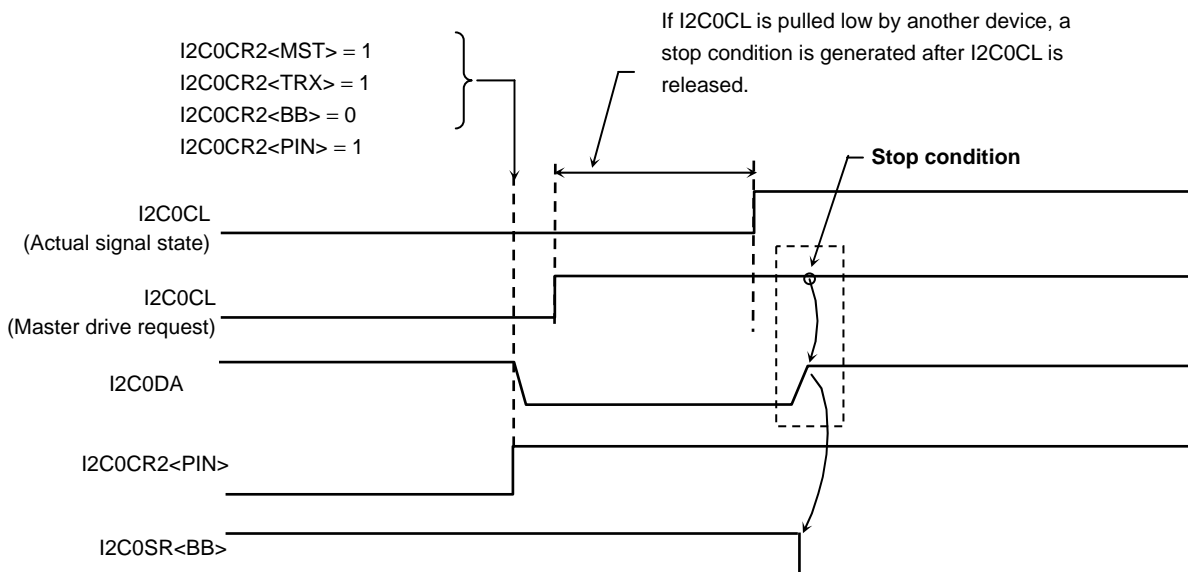 If I2C0CL is pulled low by another device, a
stop condition is generated after I2C0CL is
released.
I2C0CR2<MST> = 1
I2C0CR2<TRX> = 1
I2C0CR2<BB> = 0
I2C0CR2<PIN> = 1
Stop condition
I2C0CL
(Actual signal state)
I2C0CL
(Master drive request)
I2C0DA
I2C0CR2<PIN>
I2C0SR<BB>